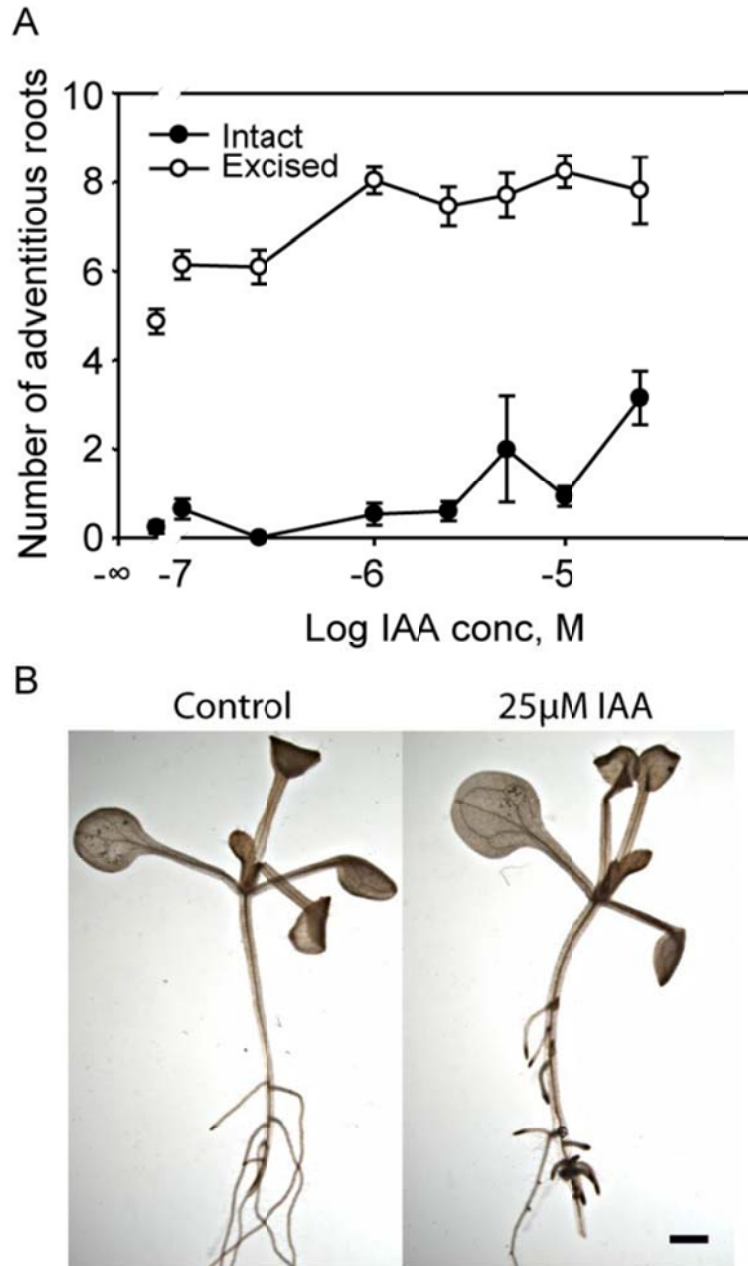 A
Number of adventitious roots
10
8
6
4
2
0
Intact
Excised
-∞ -7 -6 -5
Log IAA conc, M
B
Control 25µM IAA